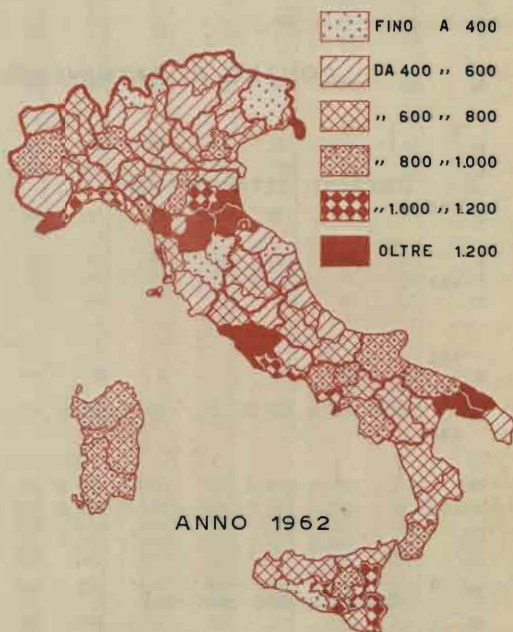 FINO A 400
DA 400 ,, 600
,, 600 ,, 800
,, 800 ,, 1.000
,, 1.000 ,, 1.200
OLTRE 1.200
ANNO 1962